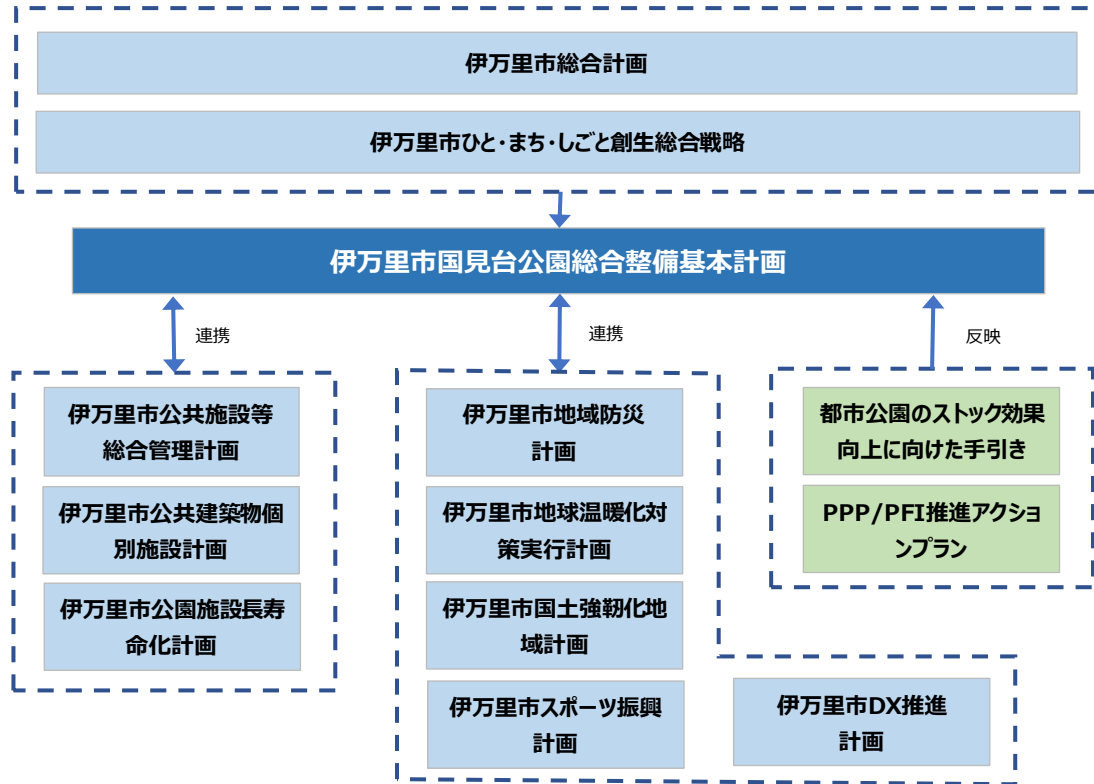 伊万里市総合計画
伊万里市ひと・まち・しごと創生総合戦略
伊万里市国見台公園総合整備基本計画
連携
連携
反映
伊万里市公共施設等
総合管理計画
伊万里市公共建築物個
別施設計画
伊万里市公園施設長寿
命化計画
伊万里市地域防災
計画
伊万里市地球温暖化対
策実行計画
伊万里市国土強靭化地
域計画
伊万里市スポーツ振興
計画
伊万里市DX推進
計画
都市公園のストック効果
向上に向けた手引き
PPP/PFI推進アクショ
ンプラン